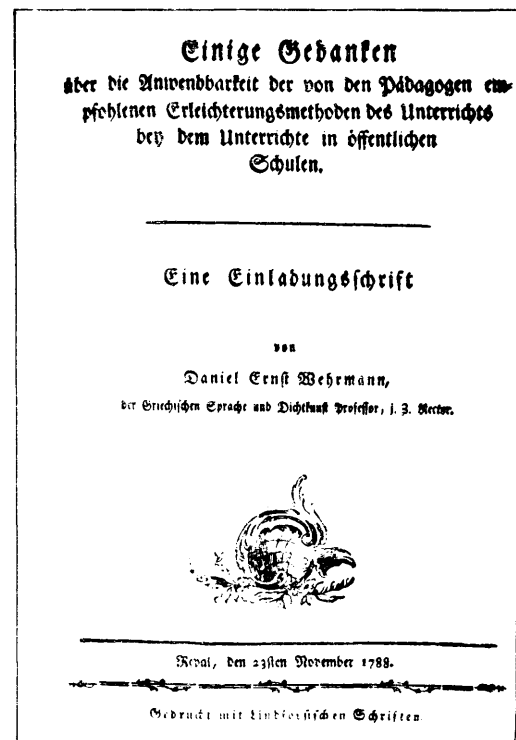 Einige Gedanken
über die Anwendbarkeit der von den Pädagogen em-
pfohlenen Erleichterungsmethoden des Unterrichts
bey dem Unterrichte in öffentlichen
Schulen.
Eine Einladungsschrift
von
Daniel Ernst Wehrmann,
der Griechischen Sprache und Dichtkunst Professor, j. Z. Rector.
Reval, den 23sten November 1788.
Gedruckt mit Lindforsischen Schriften